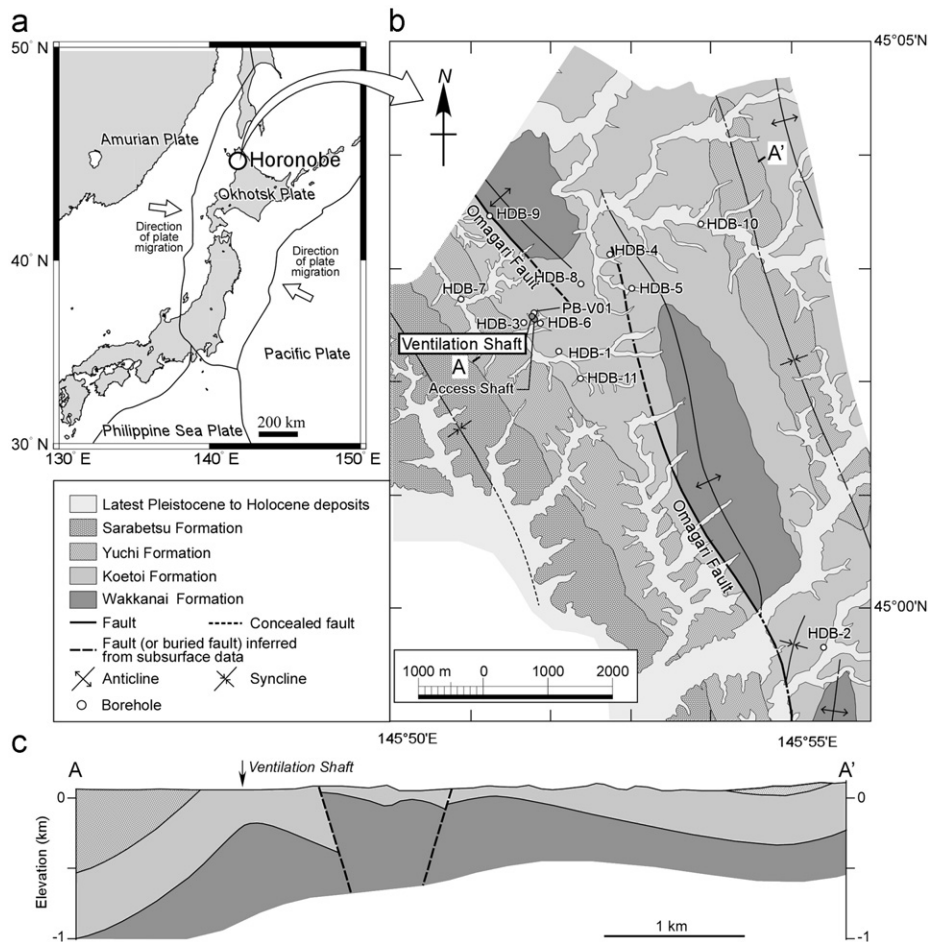 a
50° N
40° N
30° N
130°E
140°E
150°E
Amurian Plate
Horonobe
Okhotsk Plate
Direction
of plate
migration
Direction
of plate
migration
Pacific Plate
Philippine Sea Plate
200 km
Latest Pleistocene to Holocene deposits
Sarabetsu Formation
Yuchi Formation
Koetoi Formation
Wakkanai Formation
Fault
Concealed fault
Fault (or buried fault) inferred
from subsurface data
Anticline
Syncline
Borehole
b
45°05'
N
A'
HDB-9
HDB-10
Omagari Fault
HDB-4
HDB-8
HDB-5
HDB-7
PB-V01
HDB-3
HDB-6
Ventilation Shaft
A
HDB-1
Access Shaft
HDB-11
Omagari Fault
45°00'
HDB-2
1000 m 0 1000 2000
145°50'E
145°55'E
c
A
Ventilation Shaft
A'
0
0
Elevation (km)
-1
-1
1 km